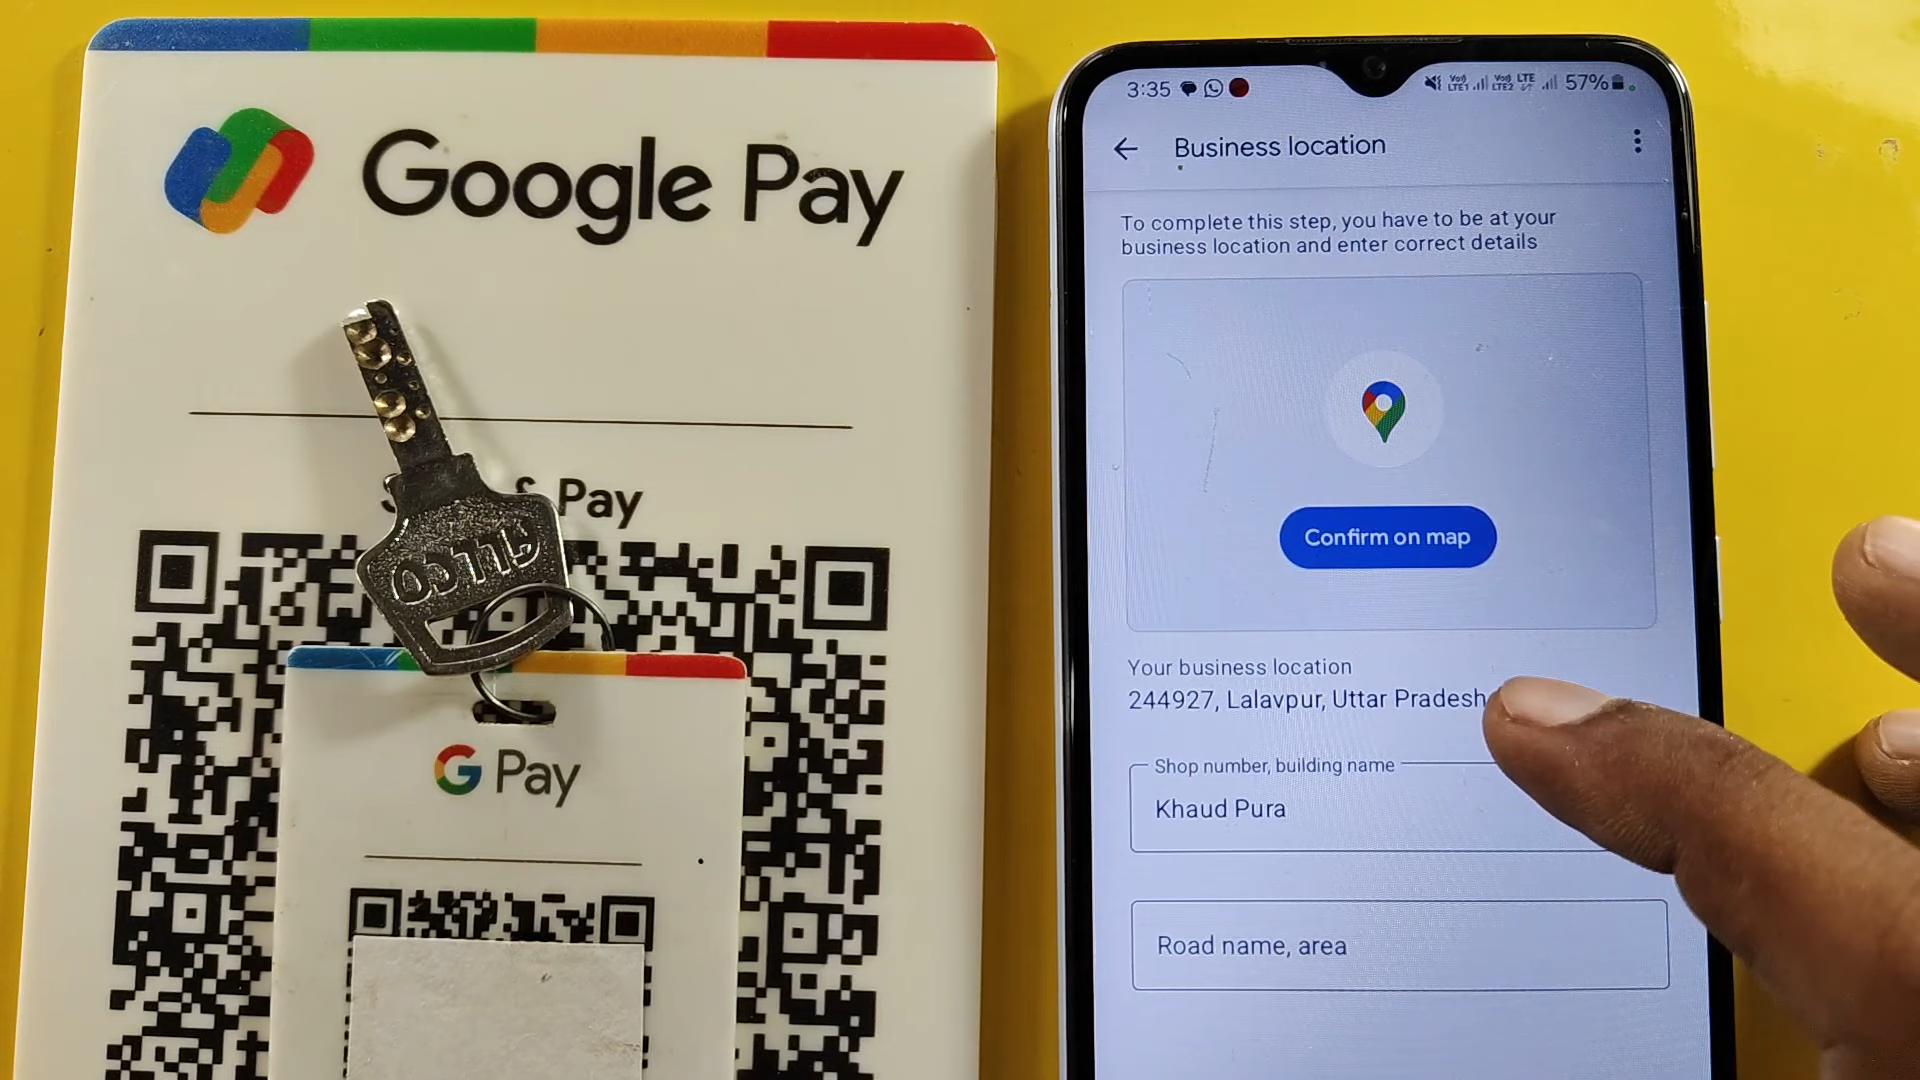 Google Pay
& Pay
G Pay
3:35
57%
Business location
To complete this step, you have to be at your
business location and enter correct details
Confirm on map
Your business location
244927, Lalavpur, Uttar Pradesh
Shop number, building name
Khaud Pura
Road name, area